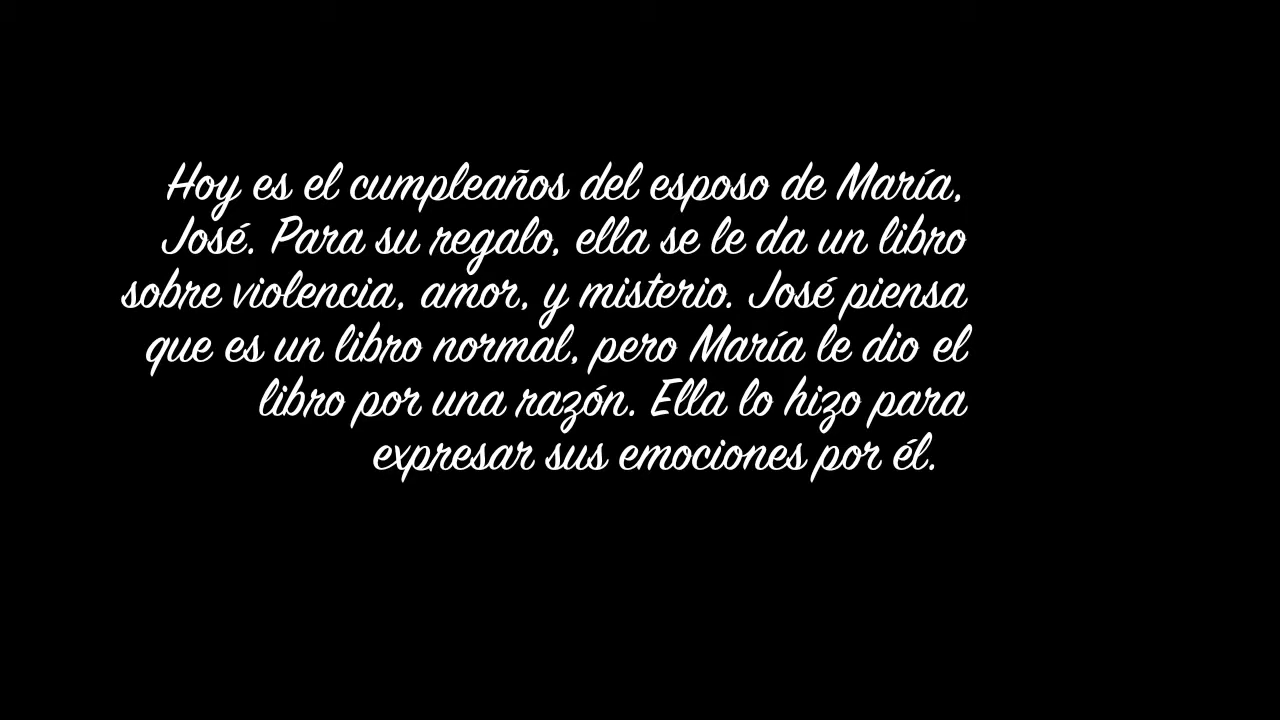 Hoy es el cumpleaños del esposo de María,
José. Para su regalo, ella se le da un libro
sobre violencia, amor, y misterio. José piensa
que es un libro normal, pero María le dio el
libro por una razón. Ella lo hizo para
expresar sus emociones por él.